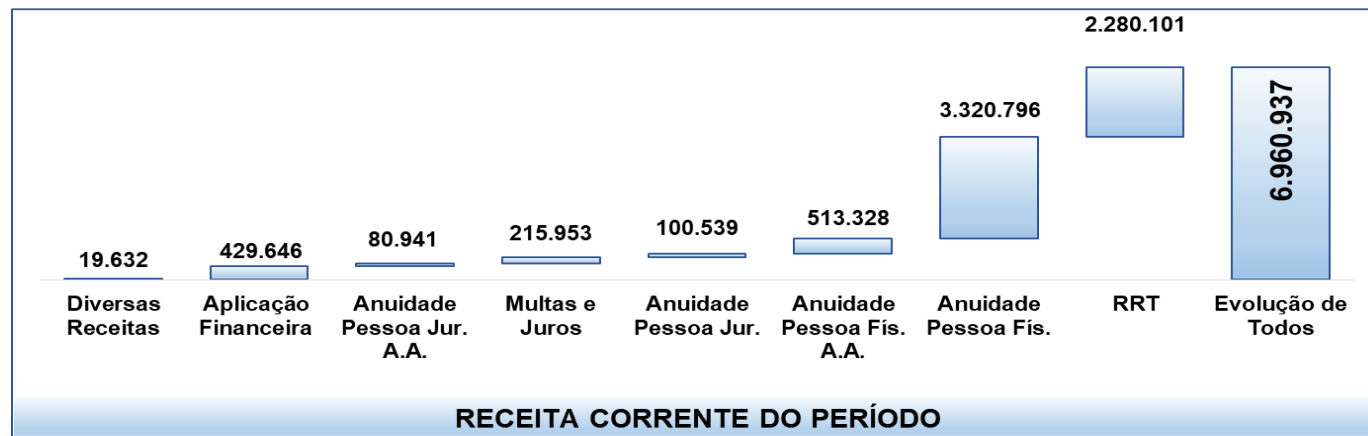 2.280.101
3.320.796
6.960.937
513.328
100.539
215.953
80.941
429.646
19.632
Diversas
Receitas
Aplicação
Financeira
Anuidade
Pessoa Jur.
A.A.
Multas e
Juros
Anuidade
Pessoa Jur.
Anuidade
Pessoa Fís.
A.A.
Anuidade
Pessoa Fís.
RRT
Evolução de
Todos
RECEITA CORRENTE DO PERÍODO